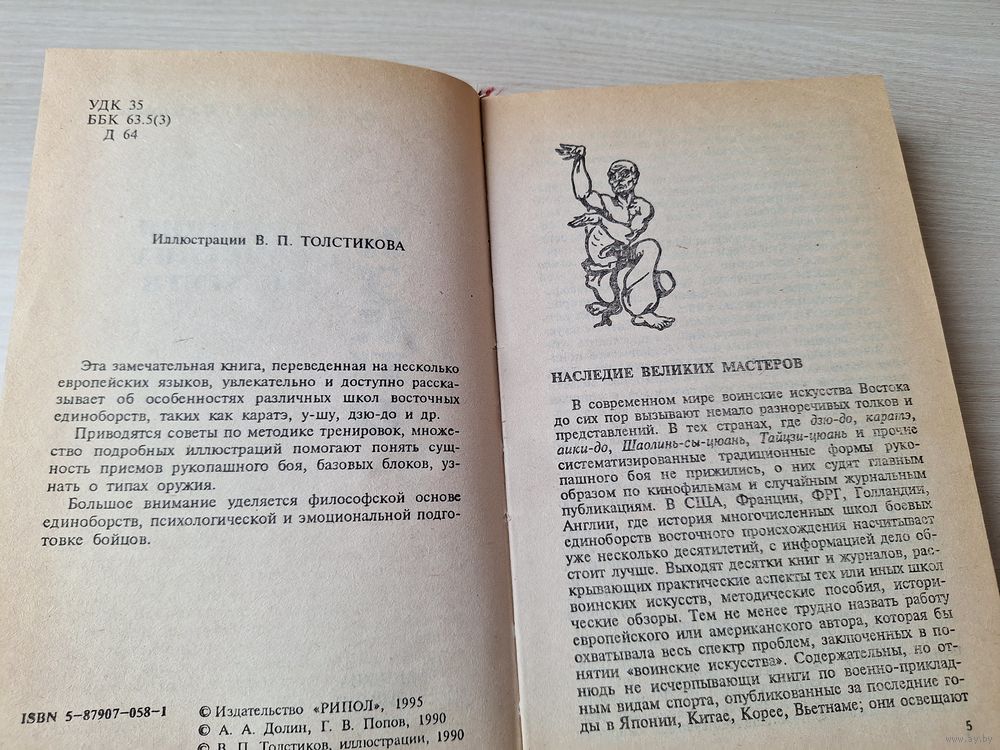 УДК 35
ББК 63.5(3)
Д 64
Иллюстрации В. П. ТОЛСТИКОВА
Эта замечательная книга, переведенная на несколько
европейских языков, увлекательно и доступно расска-
зывает об особенностях различных школ восточных
единоборств, таких как каратэ, у-шу, дзю-до и др.
Приводятся советы по методике тренировок, множе-
ство подробных иллюстраций помогают понять сущ-
ность приемов рукопашного боя, базовых блоков, уз-
нать о типах оружия.
Большое внимание уделяется философской основе
единоборств, психологической и эмоциональной подго-
товке бойцов.
ISBN 5-87907-058-1
© Издательство «РИПОЛ», 1995
© А. А. Долин, Г. В. Попов, 1990
© В. П. Толстиков, иллюстрации, 1990
НАСЛЕДИЕ ВЕЛИКИХ МАСТЕРОВ
В современном мире воинские искусства Востока
до сих пор вызывают немало разноречивых толков и
представлений. В тех странах, где дзю-до, каратэ,
аики-до, Шаолинь-сы-цюань, Тайцзи-цюань и прочие
систематизированные традиционные формы руко-
пашного боя не прижились, о них судят главным
образом по кинофильмам и случайным журнальным
публикациям. В США, Франции, ФРГ, Голландии,
Англии, где история многочисленных школ боевых
единоборств восточного происхождения насчитывает
уже несколько десятилетий, с информацией дело об-
стоит лучше. Выходят десятки книг и журналов, рас-
крывающих практические аспекты тех или иных школ
воинских искусств, методические пособия, истори-
ческие обзоры. Тем не менее трудно назвать работу
европейского или американского автора, которая бы
охватывала весь спектр проблем, заключенных в по-
нятии «воинские искусства». Содержательны, но от-
нюдь не исчерпывающи книги по военно-приклад-
ным видам спорта, опубликованные за последние го-
ды в Японии, Китае, Корее, Вьетнаме; они освещают
5
www.ay.by